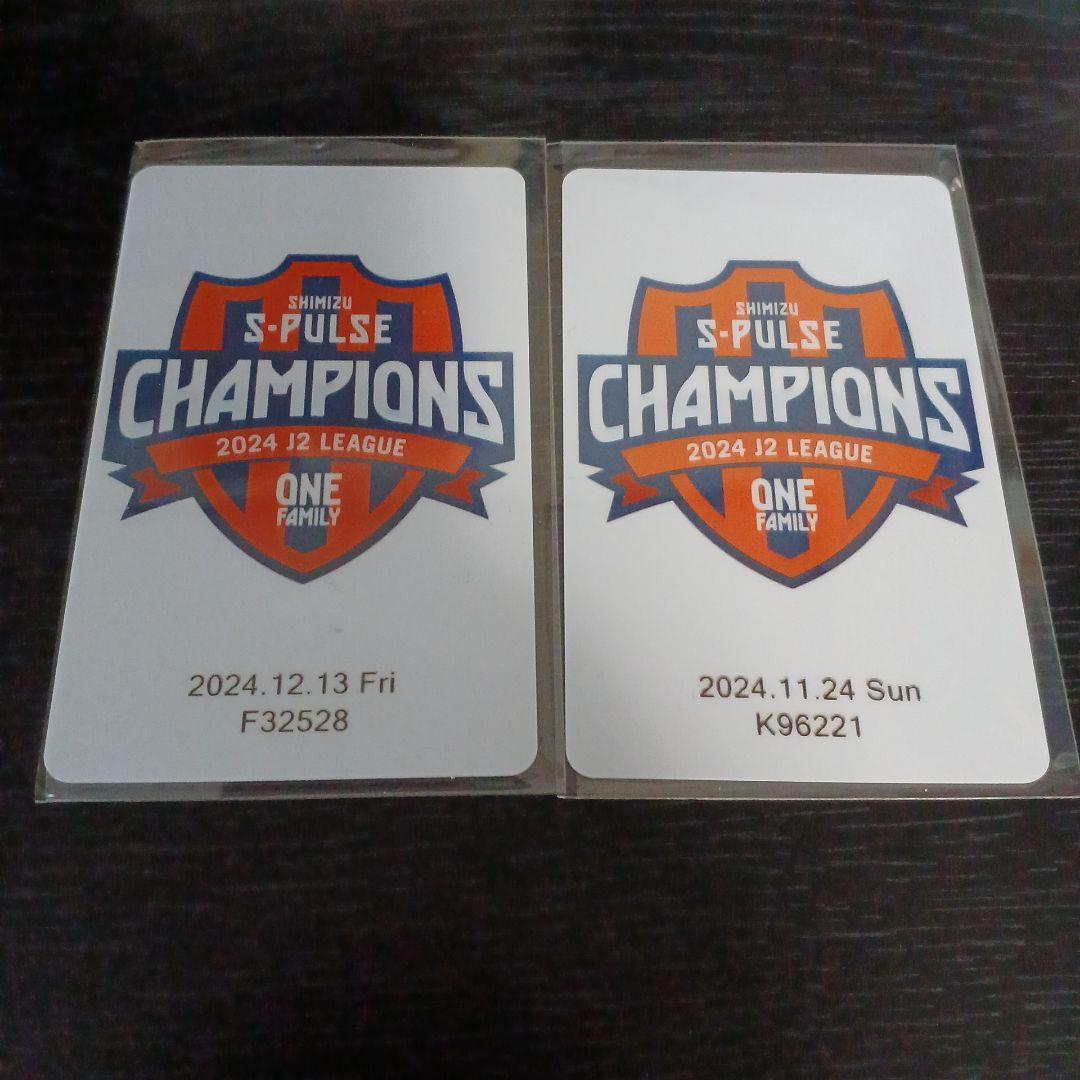 SHIMIZU
S-PULSE
CHAMPIONS
2024 J2 LEAGUE
ONE
FAMILY
2024.12.13 Fri
F32528
SHIMIZU
S-PULSE
CHAMPIONS
2024 J2 LEAGUE
ONE
FAMILY
2024.11.24 Sun
K96221